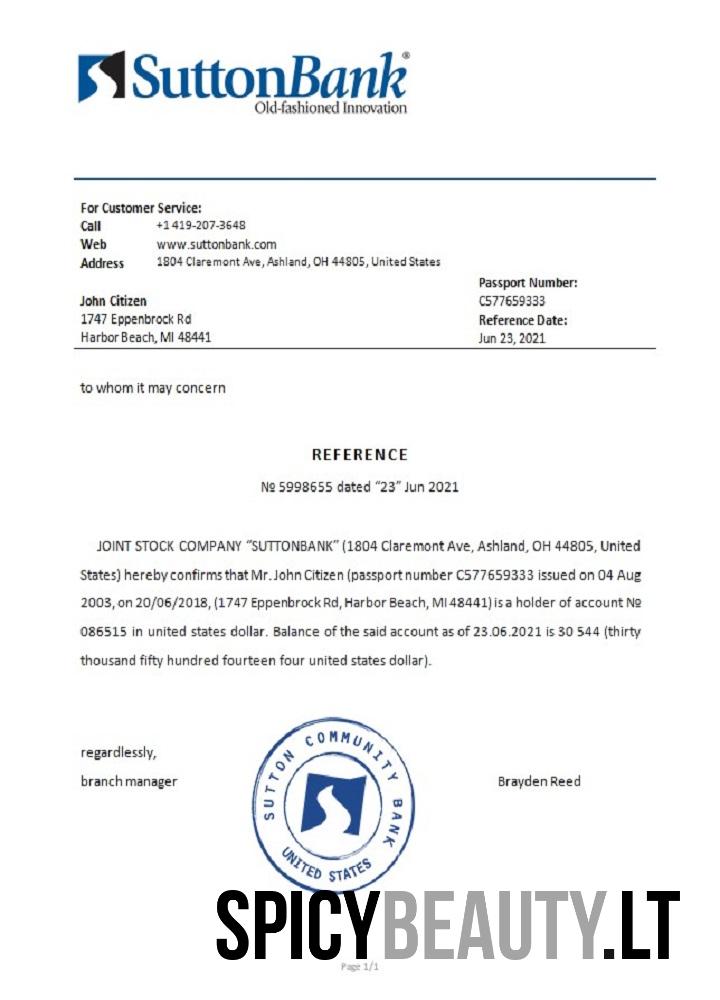 SuttonBank®
Old-fashioned Innovation
For Customer Service:
Call +1 419-207-3648
Web www.suttonbank.com
Address 1804 Claremont Ave, Ashland, OH 44805, United States
Passport Number:
John Citizen C577659333
1747 Eppenbrock Rd Reference Date:
Harbor Beach, MI 48441 Jun 23, 2021
to whom it may concern
REFERENCE
№ 5998655 dated “23” Jun 2021
JOINT STOCK COMPANY “SUTTONBANK” (1804 Claremont Ave, Ashland, OH 44805, United
States) hereby confirms that Mr. John Citizen (passport number C577659333 issued on 04 Aug
2003, on 20/06/2018, (1747 Eppenbrock Rd, Harbor Beach, MI 48441) is a holder of account №
086515 in united states dollar. Balance of the said account as of 23.06.2021 is 30 544 (thirty
thousand fifty hundred fourteen four united states dollar).
SUTTON COMMUNITY BANK
UNITED STATES
regardlessly,
branch manager Brayden Reed
SPICYBEAUTY.LT
Page 1/1